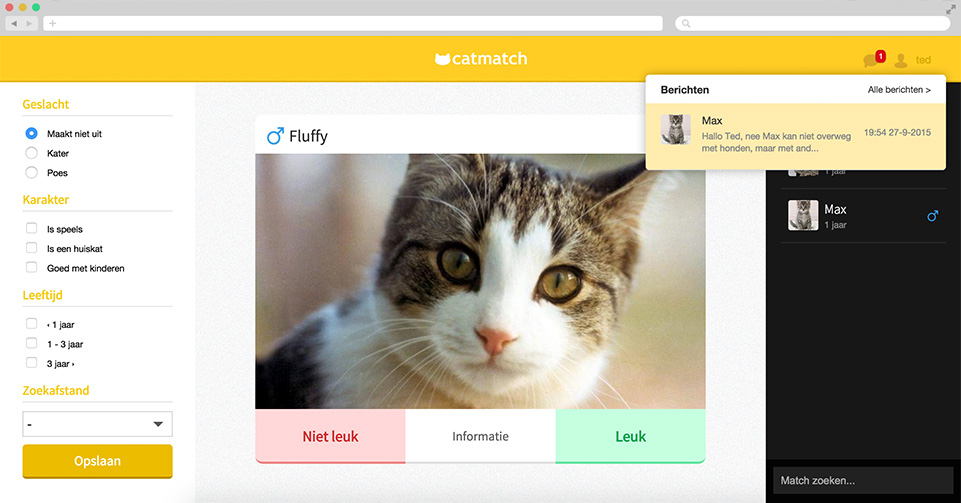 catmatch
1
ted
Geslacht
Maakt niet uit
Kater
Poes
Karakter
Is speels
Is een huiskat
Goed met kinderen
Leeftijd
‹ 1 jaar
1 - 3 jaar
3 jaar ›
Zoekafstand
-
Opslaan
Fluffy
Niet leuk
Informatie
Leuk
Berichten
Alle berichten >
Max
Hallo Ted, nee Max kan niet overweg
met honden, maar met and...
19:54 27-9-2015
1 jaar
Max
1 jaar
Match zoeken...